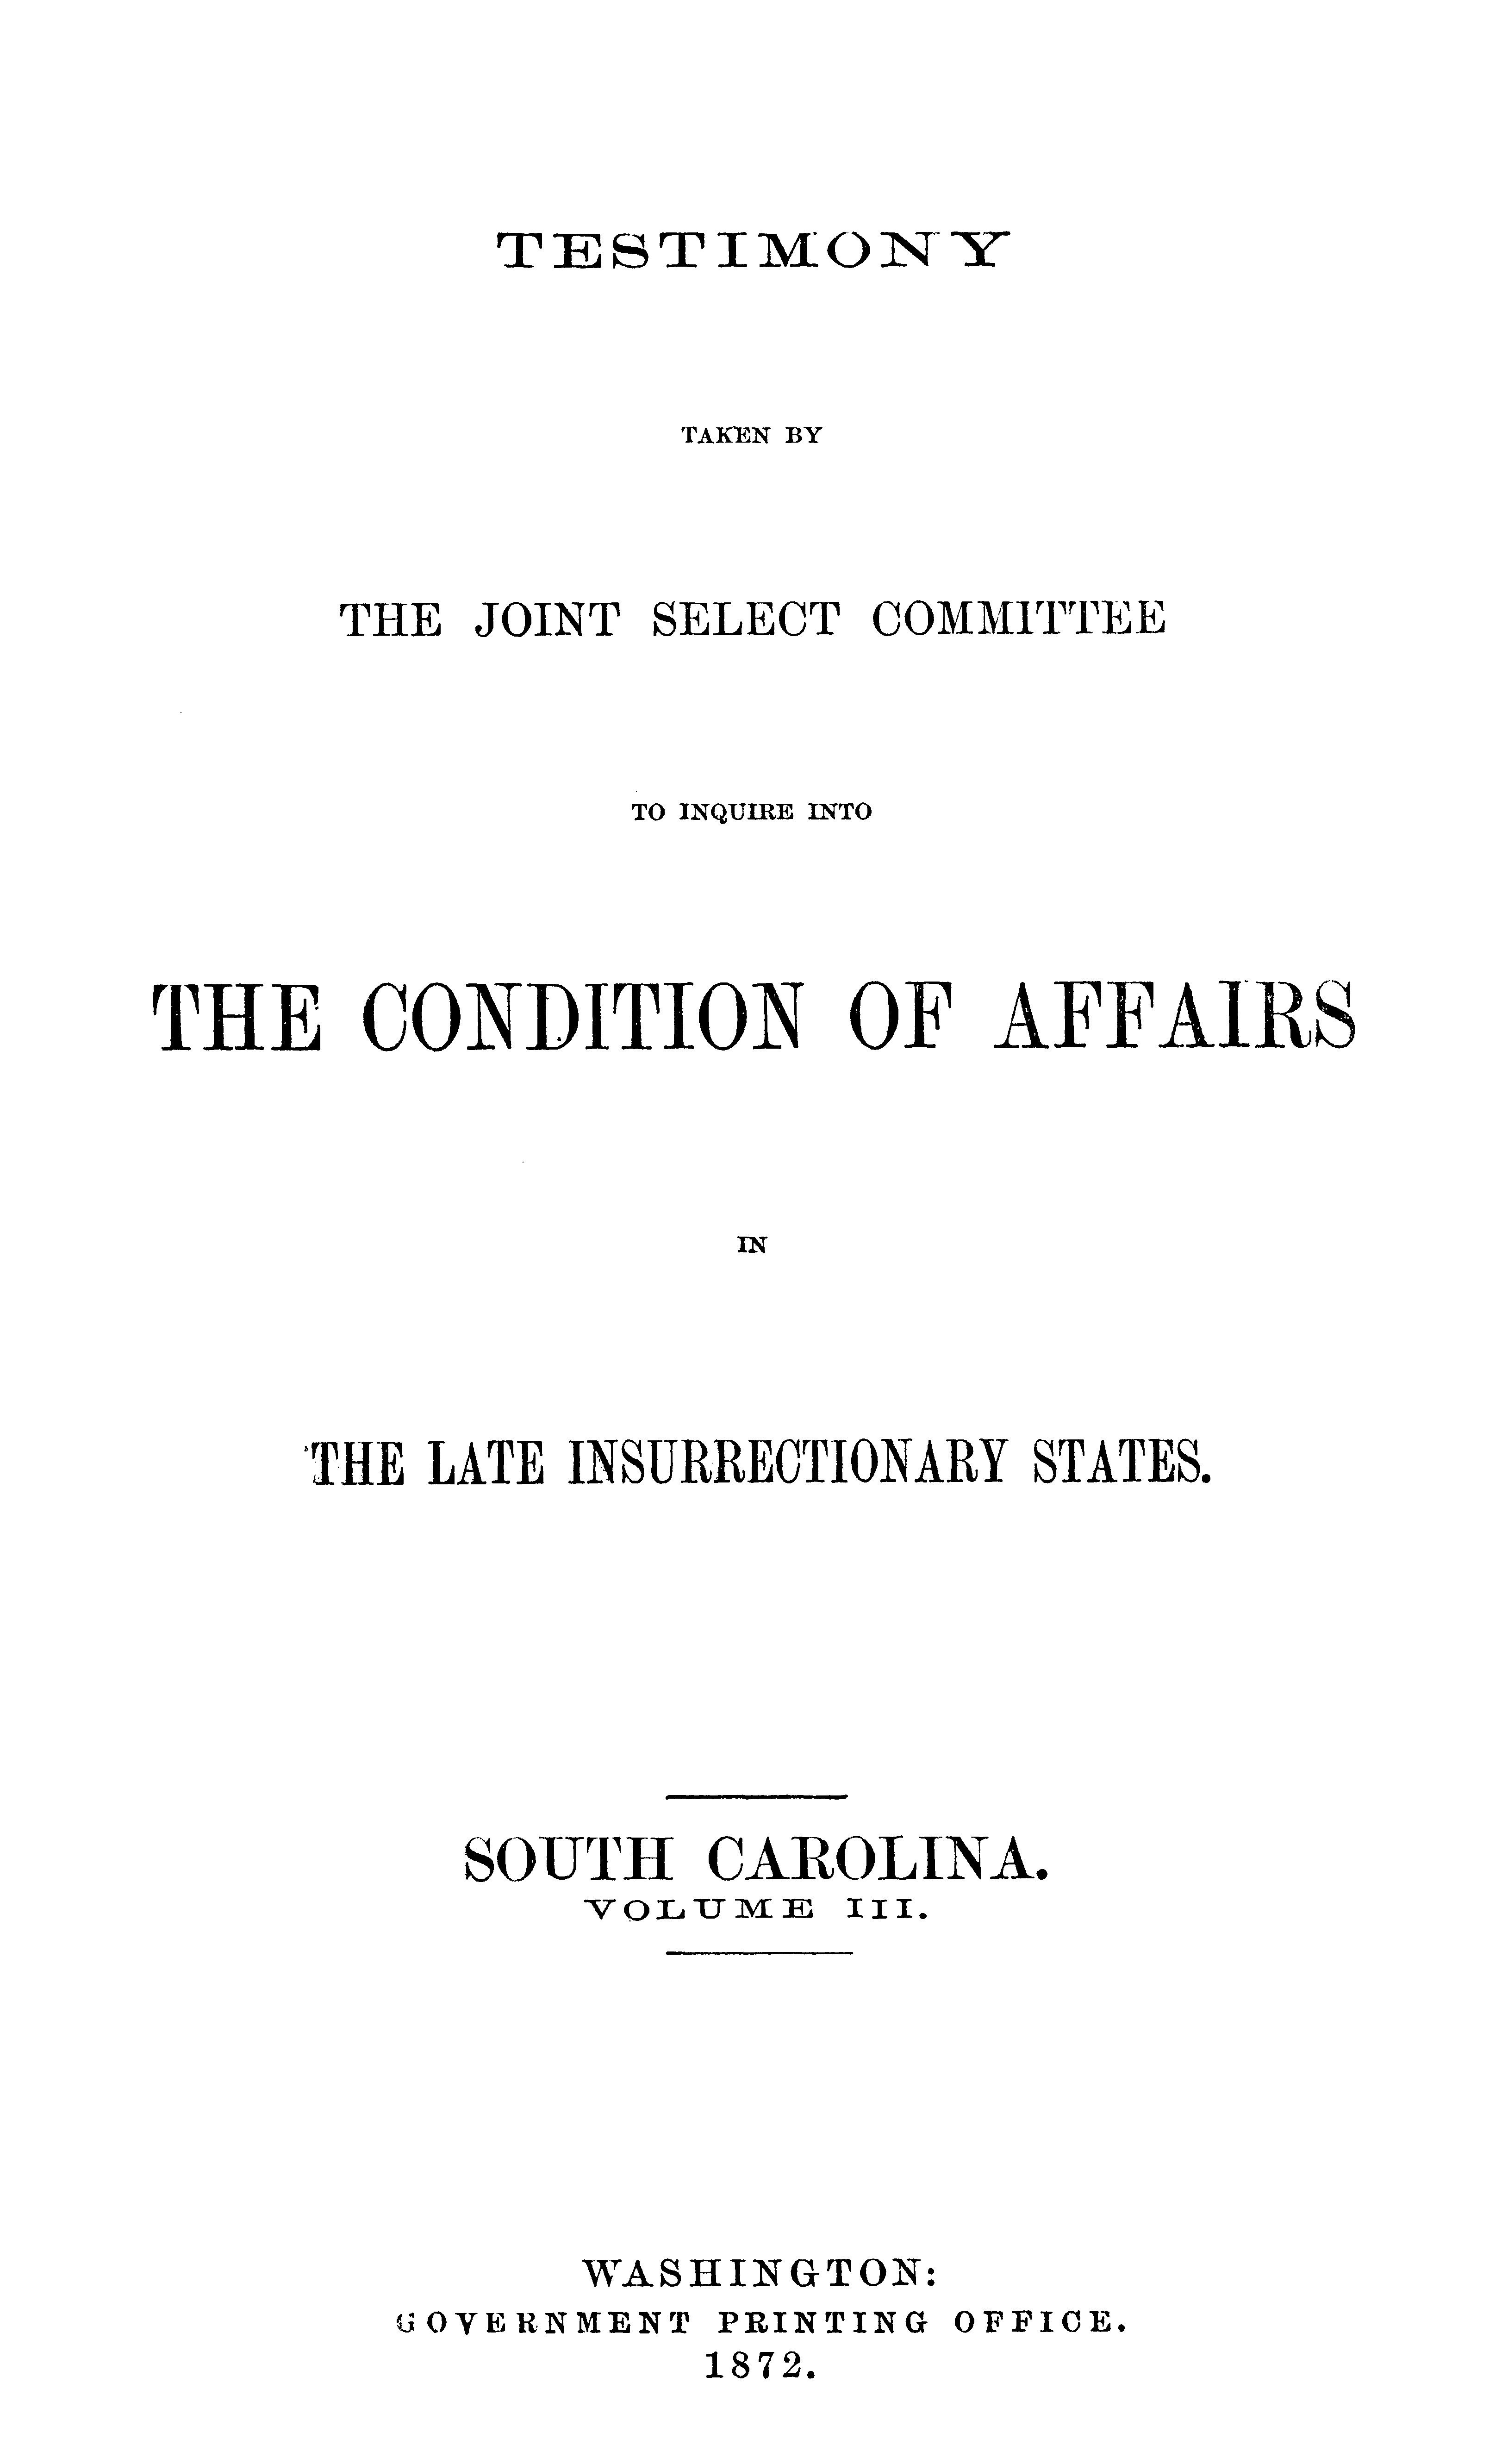 TESTIMONY
TAKEN BY
THE JOINT SELECT COMMITTEE
TO INQUIRE INTO
THE CONDITION OF AFFAIRS
IN
THE LATE INSURRECTIONARY STATES.
SOUTH CAROLINA.
VOLUME III.
WASHINGTON:
GOVERNMENT PRINTING OFFICE.
1872.